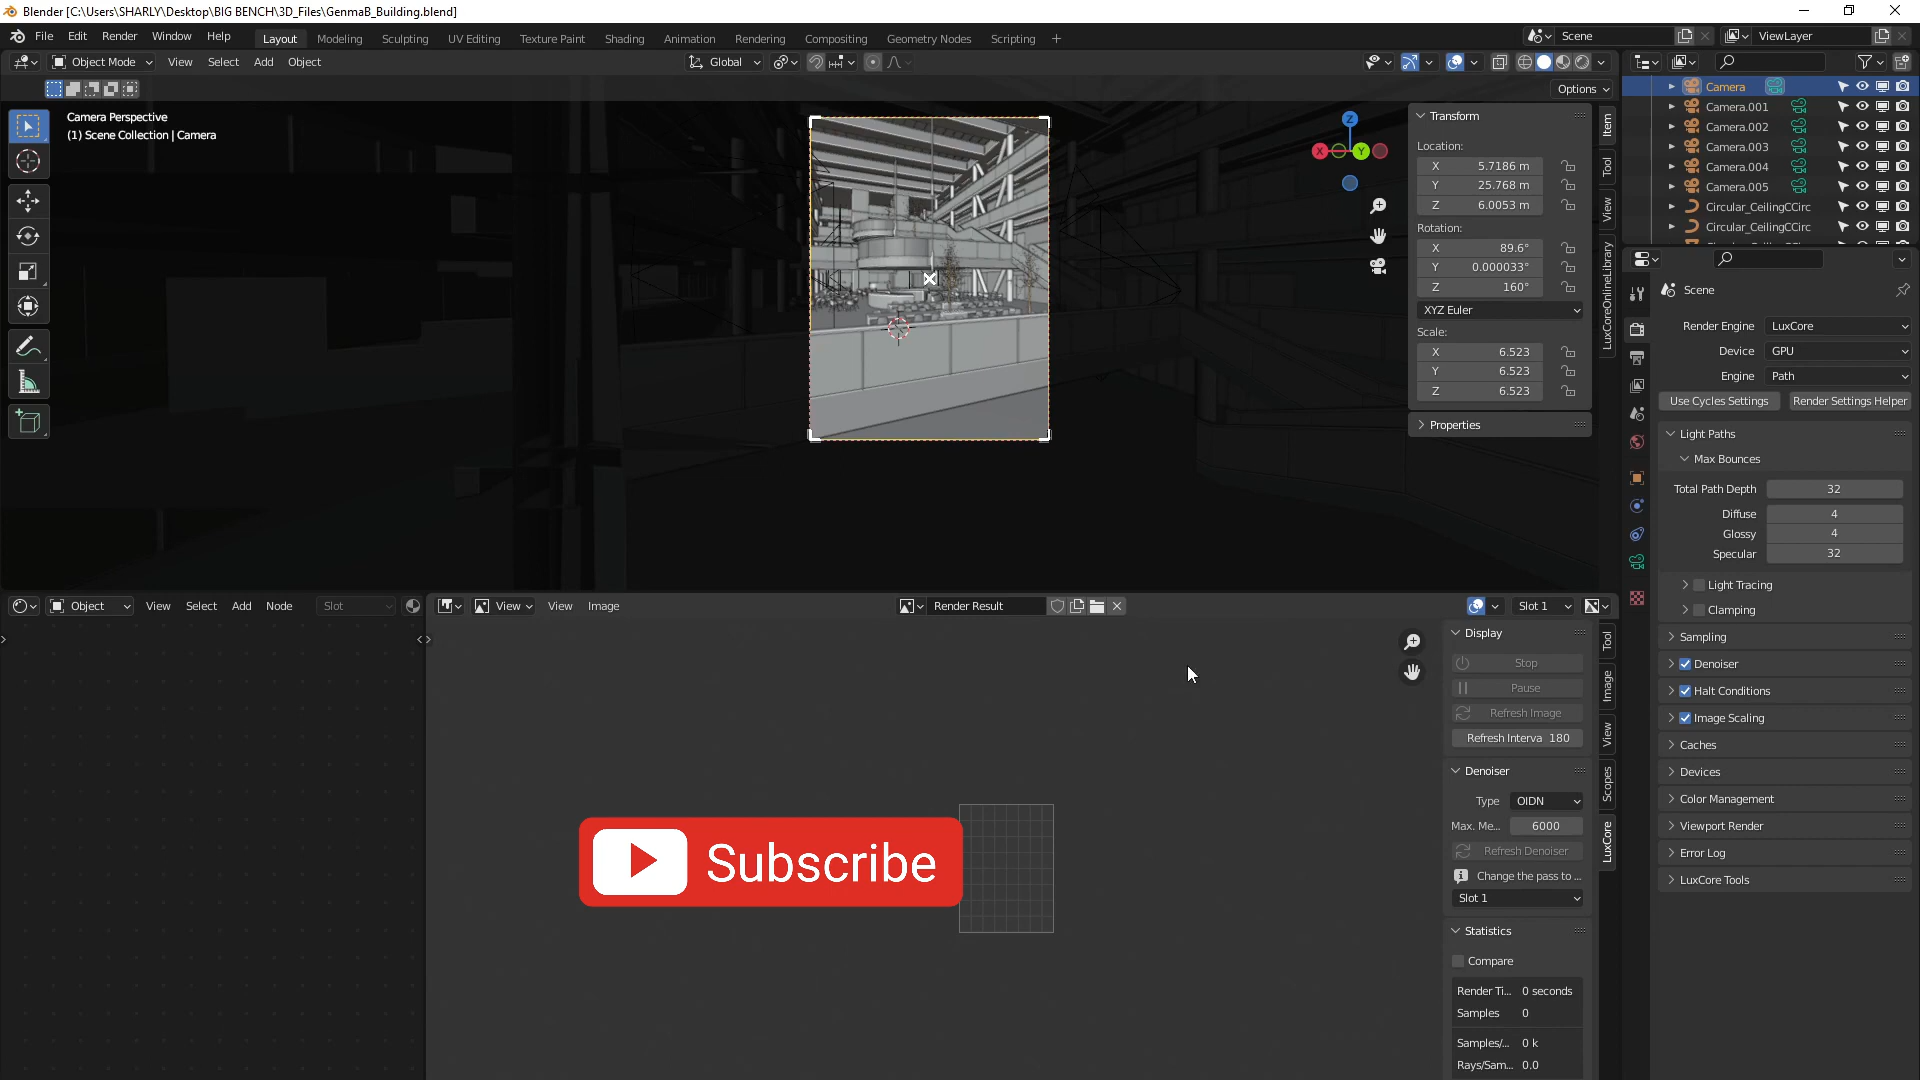 Blender [C:\Users\SHARLY\Desktop\BIG BENCH\3D_Files\GenmaB_Building.blend]
File Edit Render Window Help
Layout Modeling Sculpting UV Editing Texture Paint Shading Animation Rendering Compositing Geometry Nodes Scripting +
Scene ViewLayer
Object Mode View Select Add Object
Global
Options
Camera Perspective
(1) Scene Collection | Camera
Z
X
Y
Transform
Location:
X 5.7186 m
Y 25.768 m
Z 6.0053 m
Rotation:
X 89.6°
Y 0.000033°
Z 160°
XYZ Euler
Scale:
X 6.523
Y 6.523
Z 6.523
Properties
Item
Tool
View
LuxCoreOnlineLibrary
Camera
Camera.001
Camera.002
Camera.003
Camera.004
Camera.005
Circular_CeilingCCirc
Circular_CeilingCCirc
Scene
Render Engine LuxCore
Device GPU
Engine Path
Use Cycles Settings Render Settings Helper
Light Paths
Max Bounces
Total Path Depth 32
Diffuse 4
Glossy 4
Specular 32
Light Tracing
Clamping
Sampling
Denoiser
Halt Conditions
Image Scaling
Caches
Devices
Color Management
Viewport Render
Error Log
LuxCore Tools
Object View Select Add Node Slot
View View Image Render Result Slot 1
Display
Stop
Pause
Refresh Image
Refresh Interva 180
Denoiser
Type OIDN
Max. Me... 6000
Refresh Denoiser
Change the pass to ...
Slot 1
Statistics
Compare
Render Ti... 0 seconds
Samples 0
Samples/... 0 k
Rays/Sam... 0.0
Tool
Image
View
Scopes
LuxCore
Subscribe